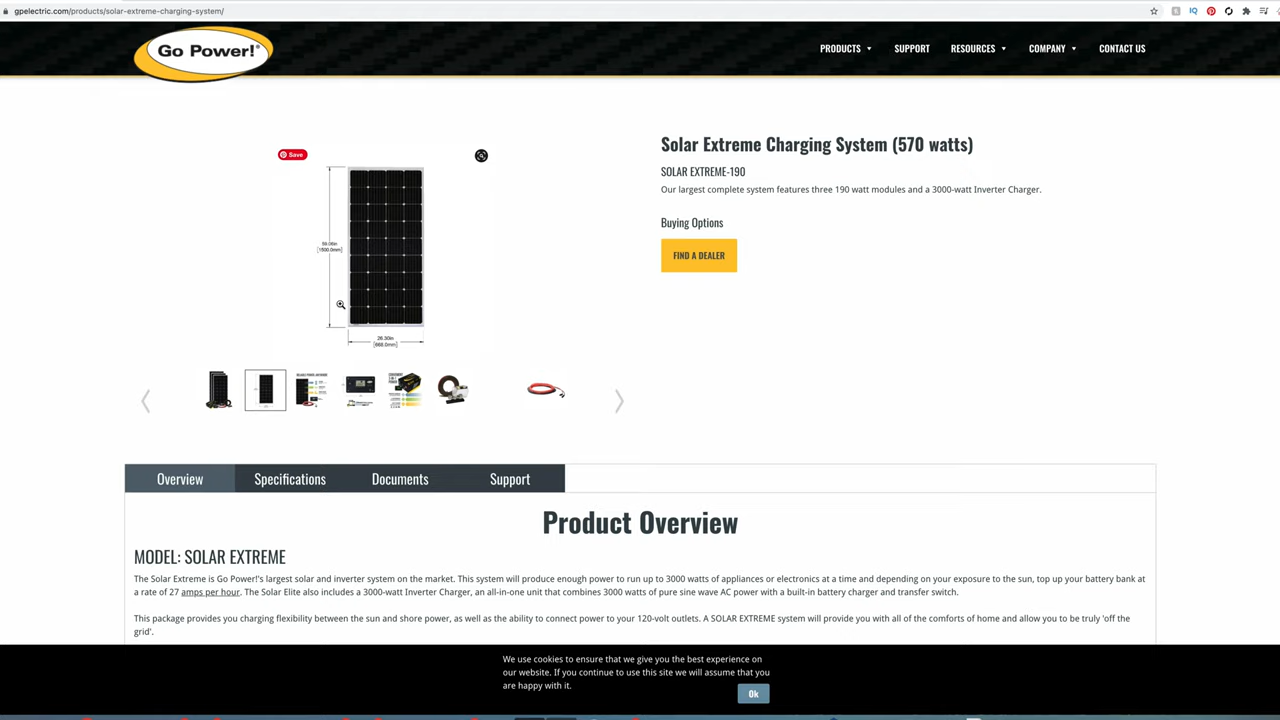 gpelectric.com/products/solar-extreme-charging-system/
Go Power!®
PRODUCTS
SUPPORT
RESOURCES
COMPANY
CONTACT US
Save
59.06in
[1500.0mm]
26.30in
[668.0mm]
Solar Extreme Charging System (570 watts)
SOLAR EXTREME-190
Our largest complete system features three 190 watt modules and a 3000-watt Inverter Charger.
Buying Options
FIND A DEALER
Overview
Specifications
Documents
Support
Product Overview
MODEL: SOLAR EXTREME
The Solar Extreme is Go Power!'s largest solar and inverter system on the market. This system will produce enough power to run up to 3000 watts of appliances or electronics at a time and depending on your exposure to the sun, top up your battery bank at
a rate of 27 amps per hour. The Solar Elite also includes a 3000-watt Inverter Charger, an all-in-one unit that combines 3000 watts of pure sine wave AC power with a built-in battery charger and transfer switch.
This package provides you charging flexibility between the sun and shore power, as well as the ability to connect power to your 120-volt outlets. A SOLAR EXTREME system will provide you with all of the comforts of home and allow you to be truly 'off the
grid'.
We use cookies to ensure that we give you the best experience on
our website. If you continue to use this site we will assume that you
are happy with it.
Ok